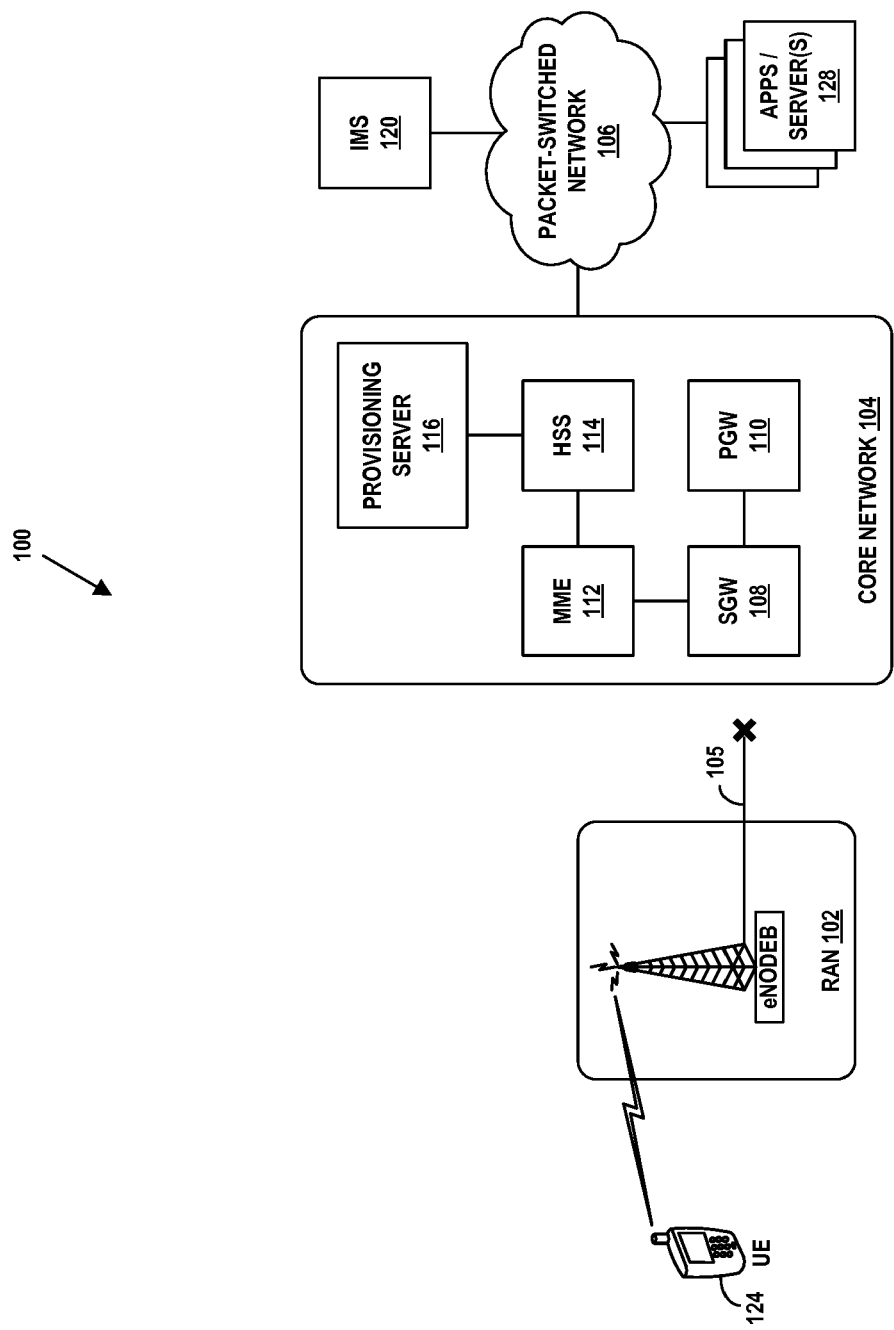 100
IMS
120
PROVISIONING
SERVER
116
PACKET-SWITCHED
NETWORK
106
MME
112
HSS
114
105
SGW
108
PGW
110
APPS /
SERVER(S)
128
124
UE
eNODEB
RAN 102
CORE NETWORK 104